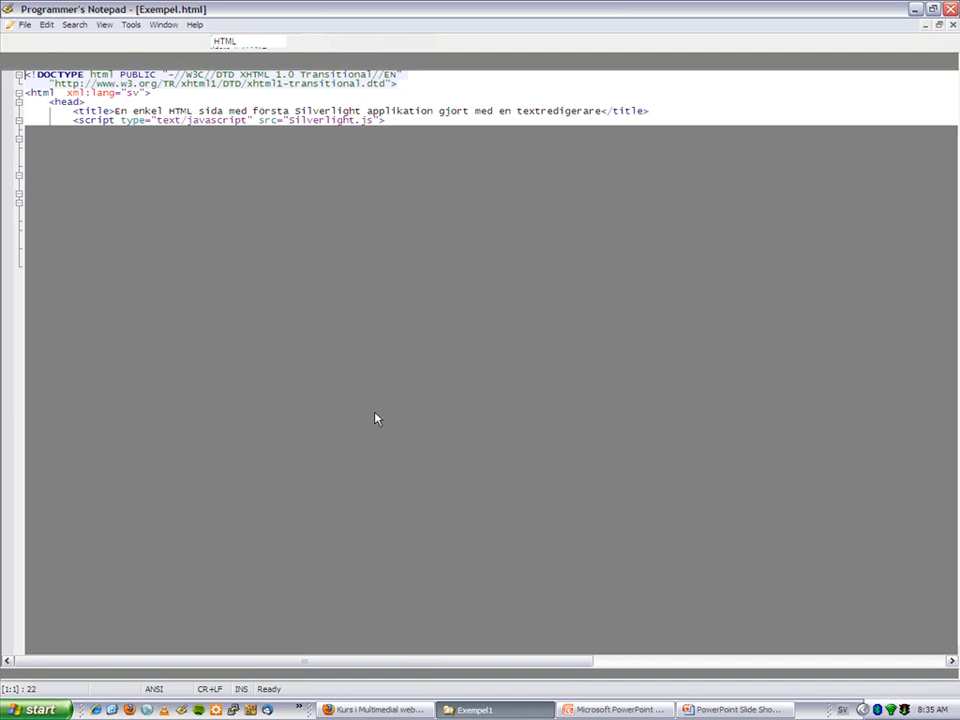 Programmer's Notepad - [Exempel.html]
File Edit Search View Tools Window Help
HTML
<!DOCTYPE html PUBLIC "-//W3C//DTD XHTML 1.0 Transitional//EN"
"http://www.w3.org/TR/xhtml1/DTD/xhtml1-transitional.dtd">
<html xml:lang="sv">
<head>
<title>En enkel HTML sida med första Silverlight applikation gjort med en textredigerare</title>
<script type="text/javascript" src="Silverlight.js">
[1:1] : 22 ANSI CR+LF INS Ready
start Kurs i Multimedial web... Exempel1 Microsoft PowerPoint ... PowerPoint Slide Sho... SV 8:35 AM